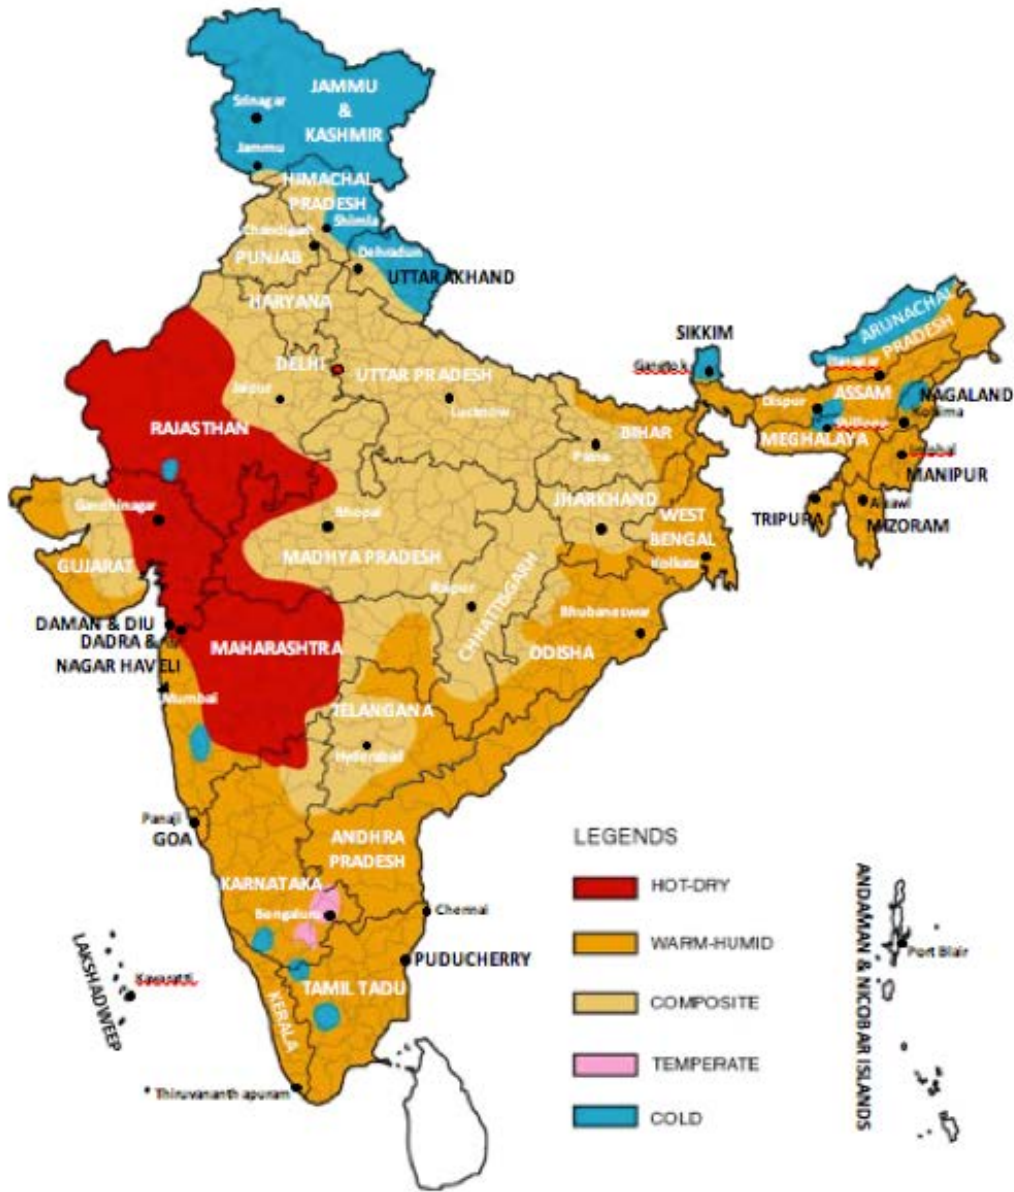 JAMMU
&
KASHMIR
Srinagar
Jammu
HIMACHAL
PRADESH
Shimla
Chandigarh
PUNJAB
Dehradun
UTTARAKHAND
HARYANA
DELHI
UTTAR PRADESH
Jaipur
Lucknow
RAJASTHAN
SIKKIM
Gangtok
ARUNACHAL
PRADESH
Itanagar
ASSAM
Dispur
NAGALAND
Kohima
MEGHALAYA
MANIPUR
TRIPURA
MIZORAM
BIHAR
Patna
JHARKHAND
WEST
BENGAL
Kolkata
Gandhinagar
GUJARAT
Bhopal
MADHYA PRADESH
Raipur
CHHATTISGARH
Bhubaneswar
ODISHA
DAMAN & DIU
DADRA &
NAGAR HAVELI
MAHARASHTRA
Mumbai
TELANGANA
Hyderabad
Panaji
GOA
ANDHRA
PRADESH
KARNATAKA
Bengaluru
Chennai
PUDUCHERRY
TAMIL TADU
KERALA
LAKSHADWEEP
Kavaratti
Thiruvananth apuram
LEGENDS
HOT-DRY
WARM-HUMID
COMPOSITE
TEMPERATE
COLD
ANDAMAN & NICOBAR ISLANDS
Port Blair